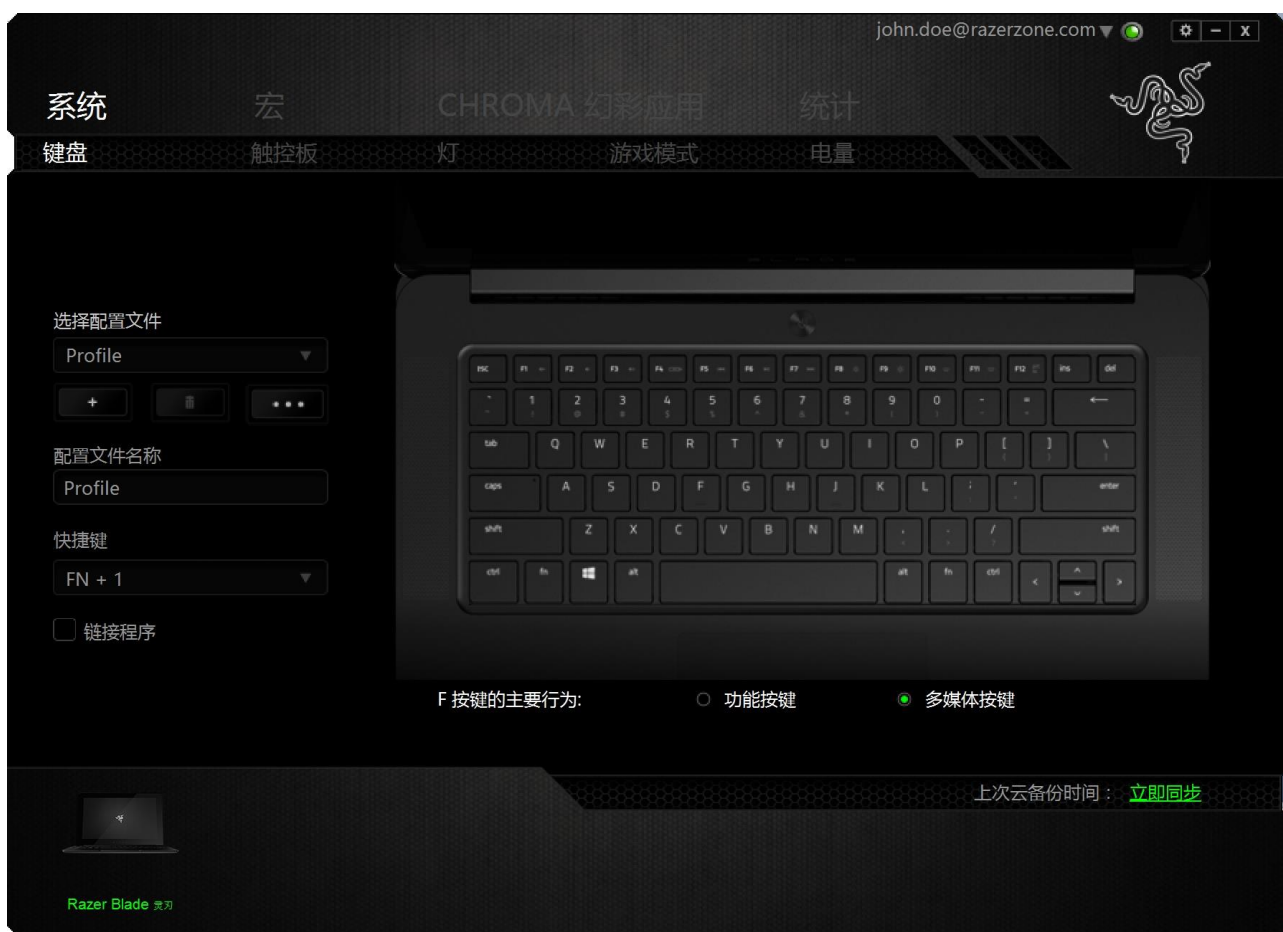 john.doe@razerzone.com
X
系统 宏 CHROMA 幻彩应用 统计
键盘 触控板 灯 游戏模式 电量
选择配置文件
Profile
配置文件名称
Profile
快捷键
FN + 1
链接程序
ESC F1 F2 F3 F4 F5 F6 F7 F8 F9 F10 F11 F12 ins del
1 2 3 4 5 6 7 8 9 0 - =
tab Q W E R T Y U I O P [ ] \
caps A S D F G H J K L ; ' enter
shift Z X C V B N M , . / shift
ctrl fn alt alt fn ctrl
F 按键的主要行为: 功能按键 多媒体按键
上次云备份时间： 立即同步
Razer Blade 灵刃